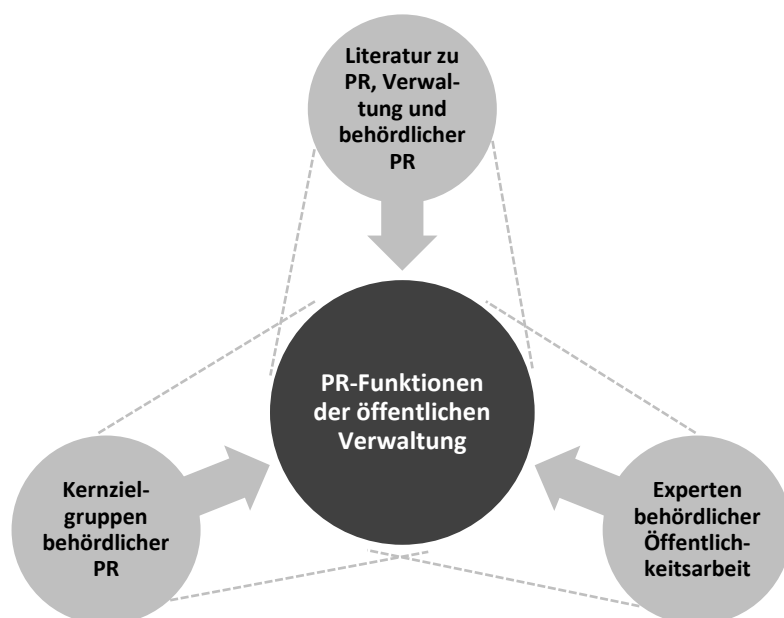 Literatur zu
PR, Verwal-
tung und
behördlicher
PR
PR-Funktionen
der öffentlichen
Verwaltung
Kernziel-
gruppen
behördlicher
PR
Experten
behördlicher
Öffentlich-
keitsarbeit